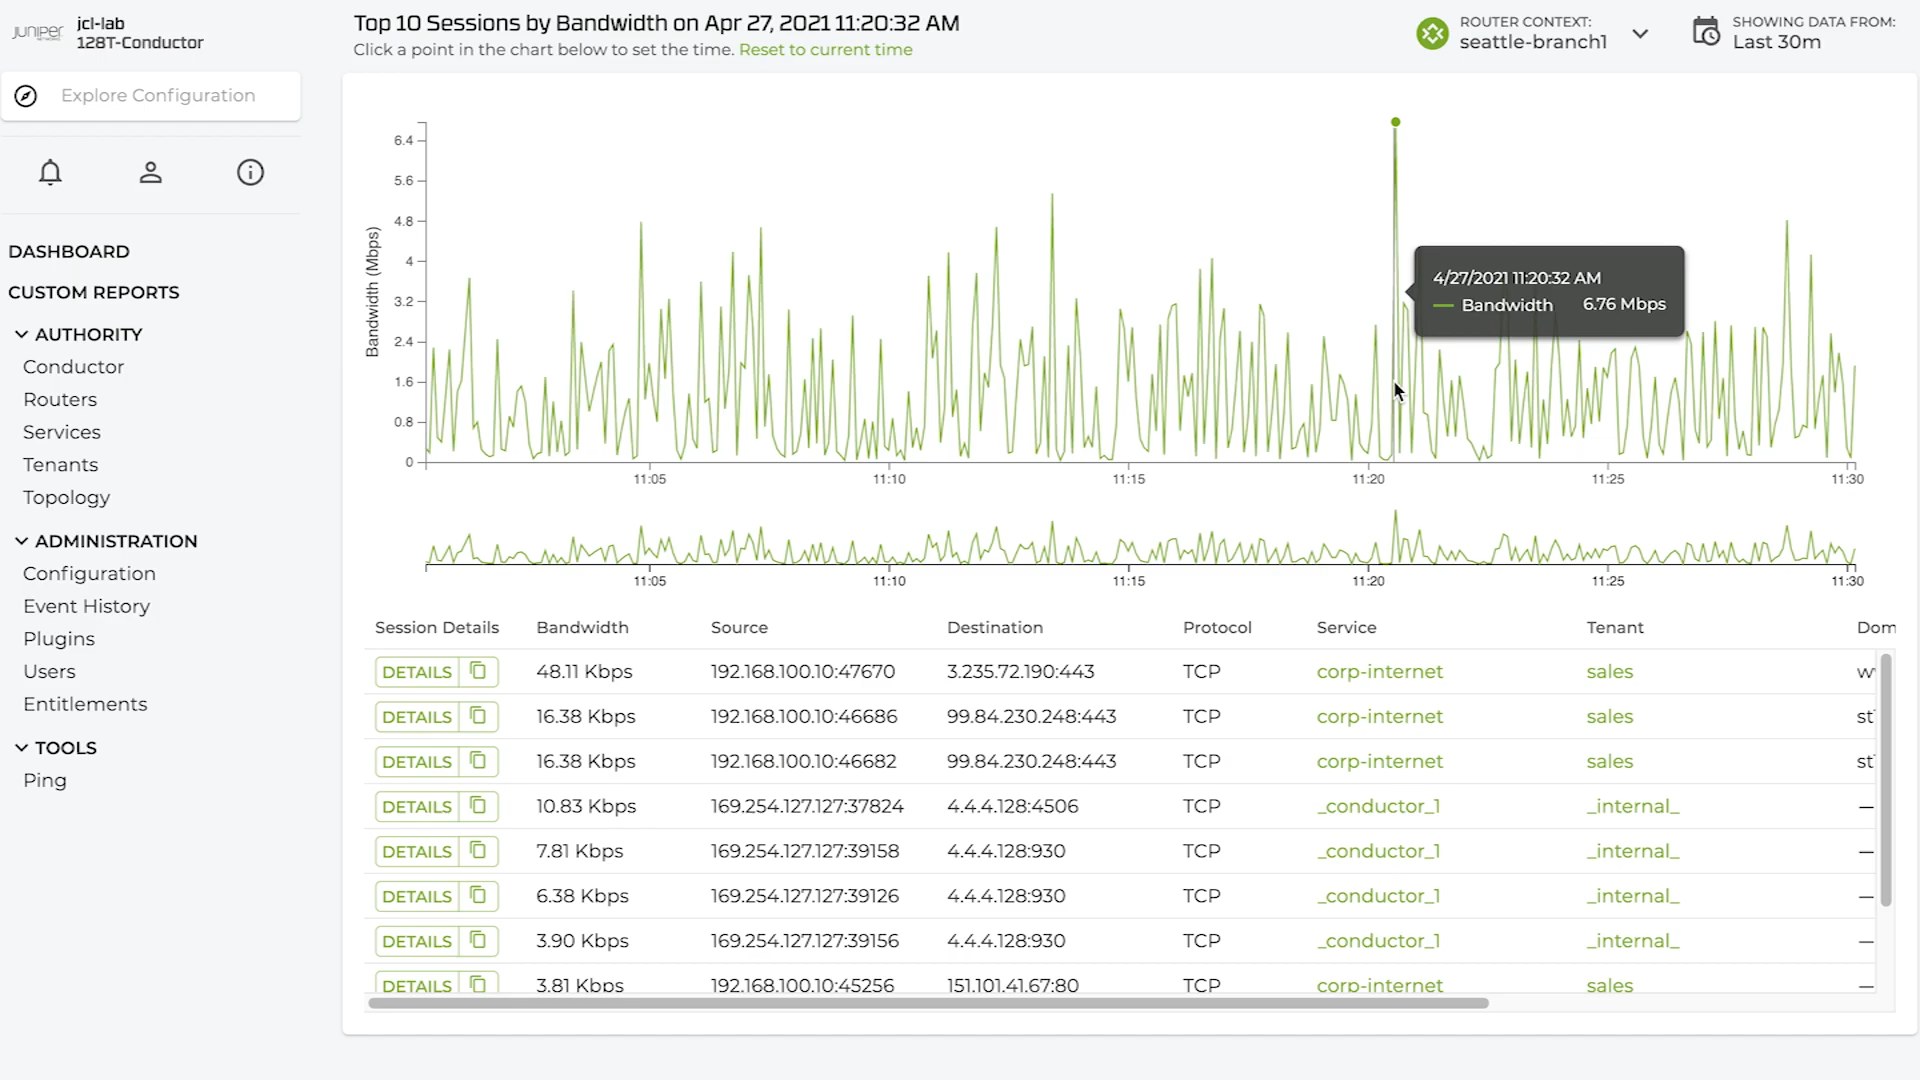 JUNIPER
NETWORKS
jcl-lab
128T-Conductor
Explore Configuration
DASHBOARD
CUSTOM REPORTS
AUTHORITY
Conductor
Routers
Services
Tenants
Topology
ADMINISTRATION
Configuration
Event History
Plugins
Users
Entitlements
TOOLS
Ping
Top 10 Sessions by Bandwidth on Apr 27, 2021 11:20:32 AM
Click a point in the chart below to set the time. Reset to current time
ROUTER CONTEXT:
seattle-branch1
SHOWING DATA FROM:
Last 30m
Bandwidth (Mbps)
6.4
5.6
4.8
4
3.2
2.4
1.6
0.8
0
4/27/2021 11:20:32 AM
Bandwidth 6.76 Mbps
11:05 11:10 11:15 11:20 11:25 11:30
11:05 11:10 11:15 11:20 11:25 11:30
Session Details Bandwidth Source Destination Protocol Service Tenant Dom
DETAILS 48.11 Kbps 192.168.100.10:47670 3.235.72.190:443 TCP corp-internet sales w
DETAILS 16.38 Kbps 192.168.100.10:46686 99.84.230.248:443 TCP corp-internet sales st
DETAILS 16.38 Kbps 192.168.100.10:46682 99.84.230.248:443 TCP corp-internet sales st
DETAILS 10.83 Kbps 169.254.127.127:37824 4.4.4.128:4506 TCP _conductor_1 _internal_ —
DETAILS 7.81 Kbps 169.254.127.127:39158 4.4.4.128:930 TCP _conductor_1 _internal_ —
DETAILS 6.38 Kbps 169.254.127.127:39126 4.4.4.128:930 TCP _conductor_1 _internal_ —
DETAILS 3.90 Kbps 169.254.127.127:39156 4.4.4.128:930 TCP _conductor_1 _internal_ —
DETAILS 3.81 Kbps 192.168.100.10:45256 151.101.41.67:80 TCP corp-internet sales —